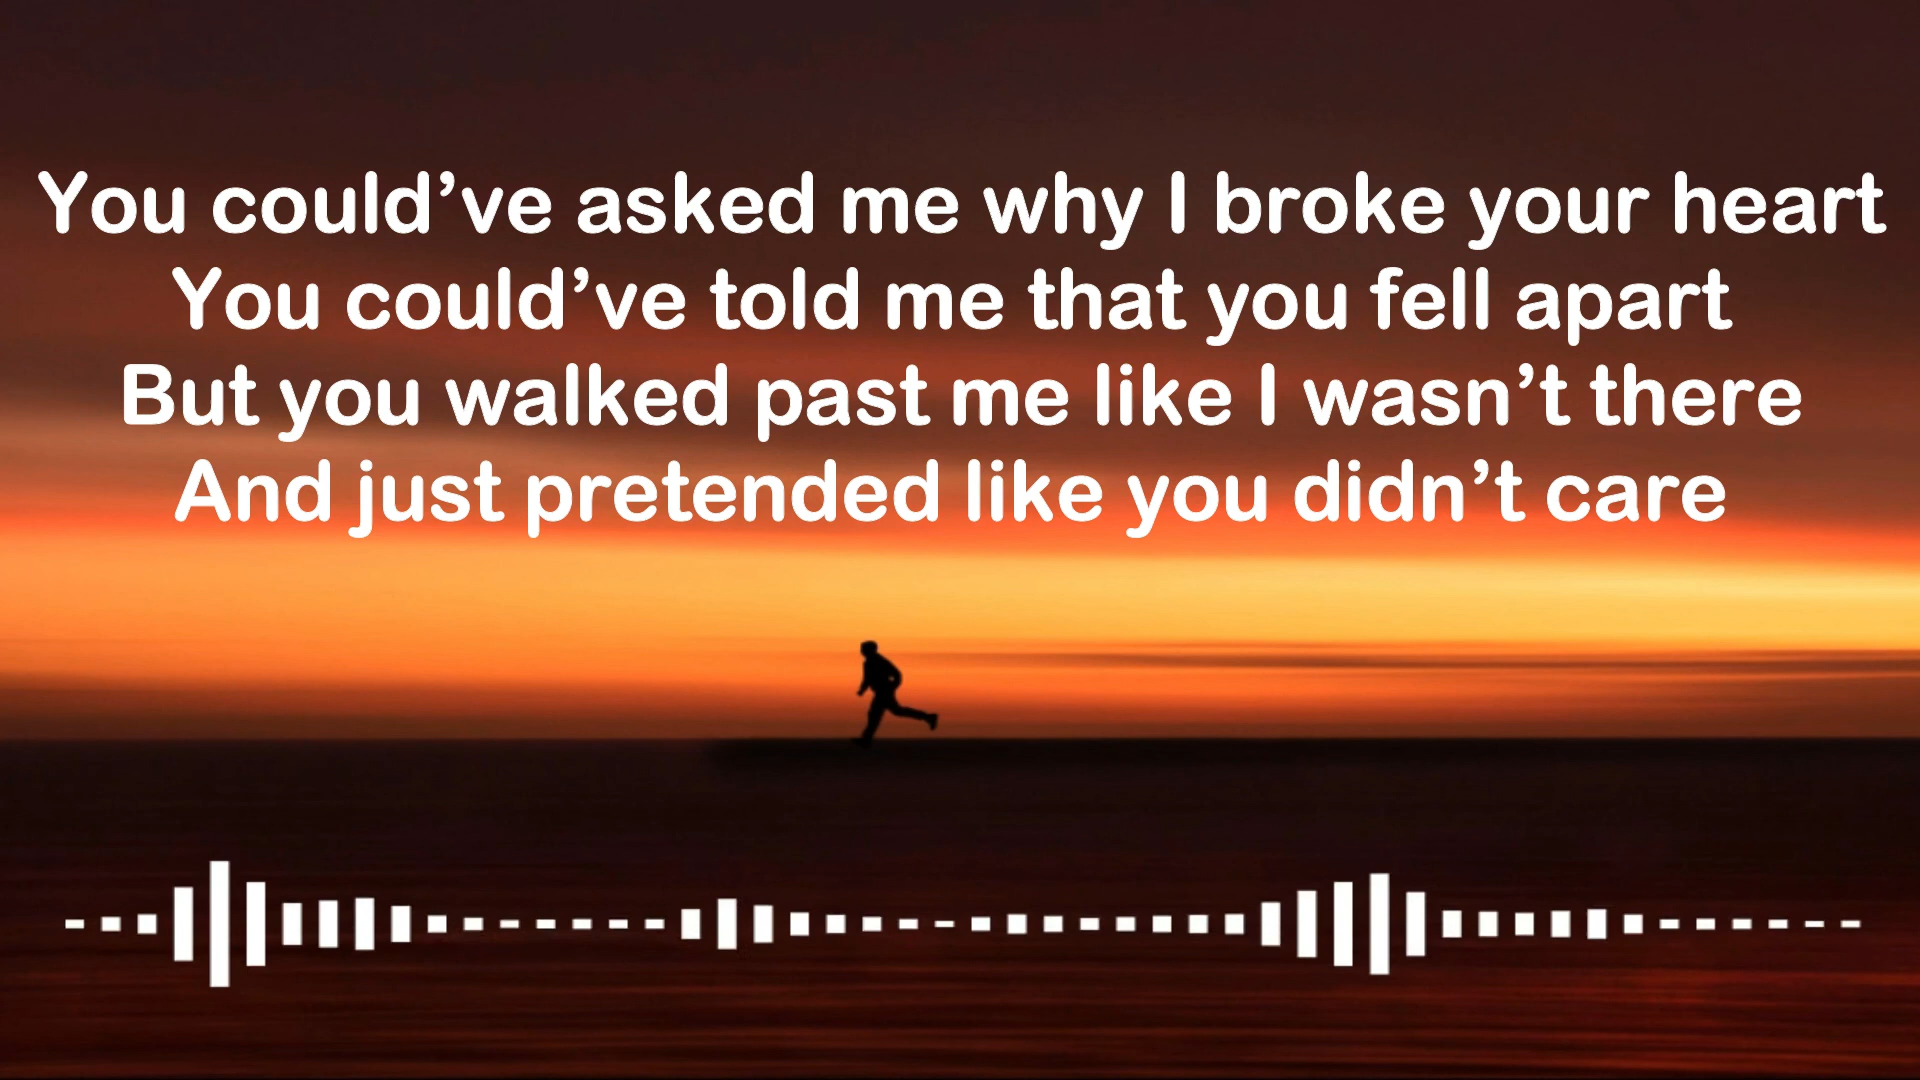 You could’ve asked me why I broke your heart
You could’ve told me that you fell apart
But you walked past me like I wasn’t there
And just pretended like you didn’t care